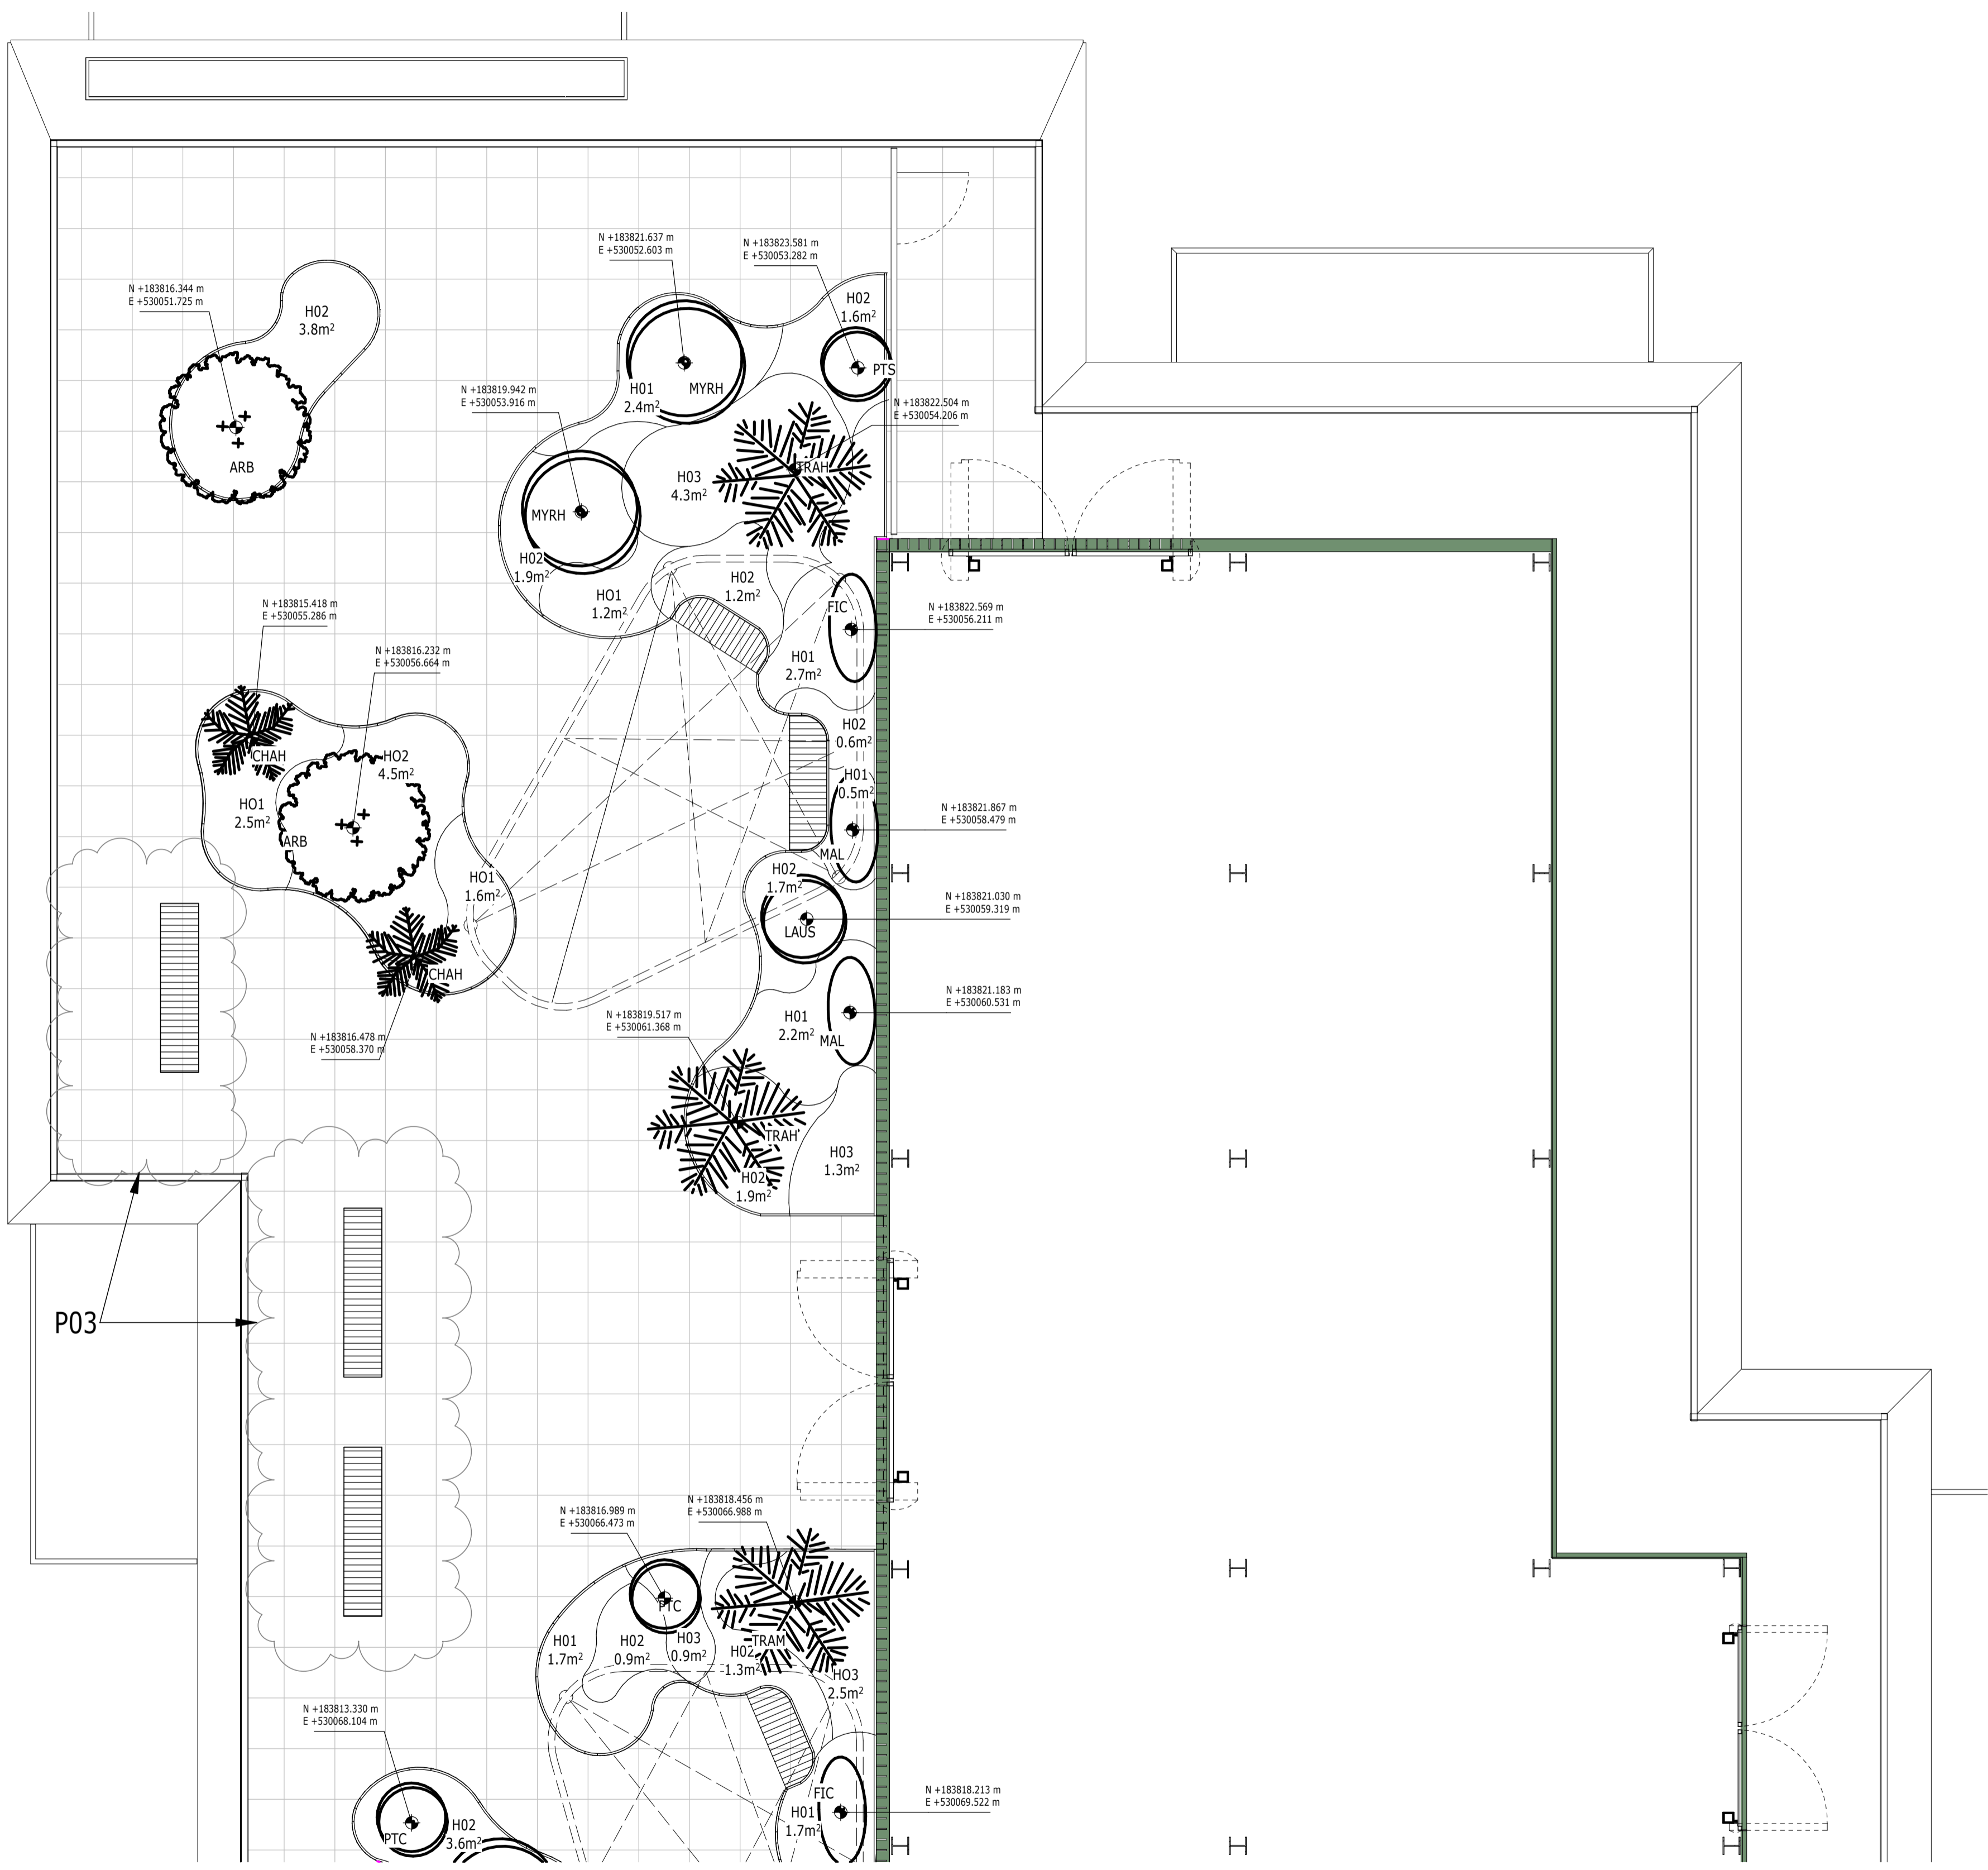 N +183821.637 m
E +530052.603 m
N +183823.581 m
E +530053.282 m
N +183816.344 m
E +530051.725 m
H02
3.8m²
H02
1.6m²
PTS
H01
2.4m²
MYRH
N +183819.942 m
E +530053.916 m
N +183822.504 m
E +530054.206 m
ARB
TRAH
H03
4.3m²
MYRH
H02
1.9m²
H02
1.2m²
HO1
1.2m²
FIC
N +183822.569 m
E +530056.211 m
N +183815.418 m
E +530055.286 m
N +183816.232 m
E +530056.664 m
H01
2.7m²
H02
0.6m²
CHAH
HO2
4.5m²
H01
0.5m²
HO1
2.5m²
ARB
N +183821.867 m
E +530058.479 m
MAL
H02
1.7m²
HO1
1.6m²
LAUS
N +183821.030 m
E +530059.319 m
CHAH
N +183821.183 m
E +530060.531 m
N +183819.517 m
E +530061.368 m
H01
2.2m²
MAL
N +183816.478 m
E +530058.370 m
TRAH
H03
1.3m²
H02
1.9m²
P03
N +183816.989 m
E +530066.473 m
N +183818.456 m
E +530066.988 m
PTC
H01
1.7m²
H02
0.9m²
H03
0.9m²
TRAM
H02
1.3m²
HO3
2.5m²
N +183813.330 m
E +530068.104 m
FIC
N +183818.213 m
E +530069.522 m
H01
1.7m²
PTC
H02
3.6m²